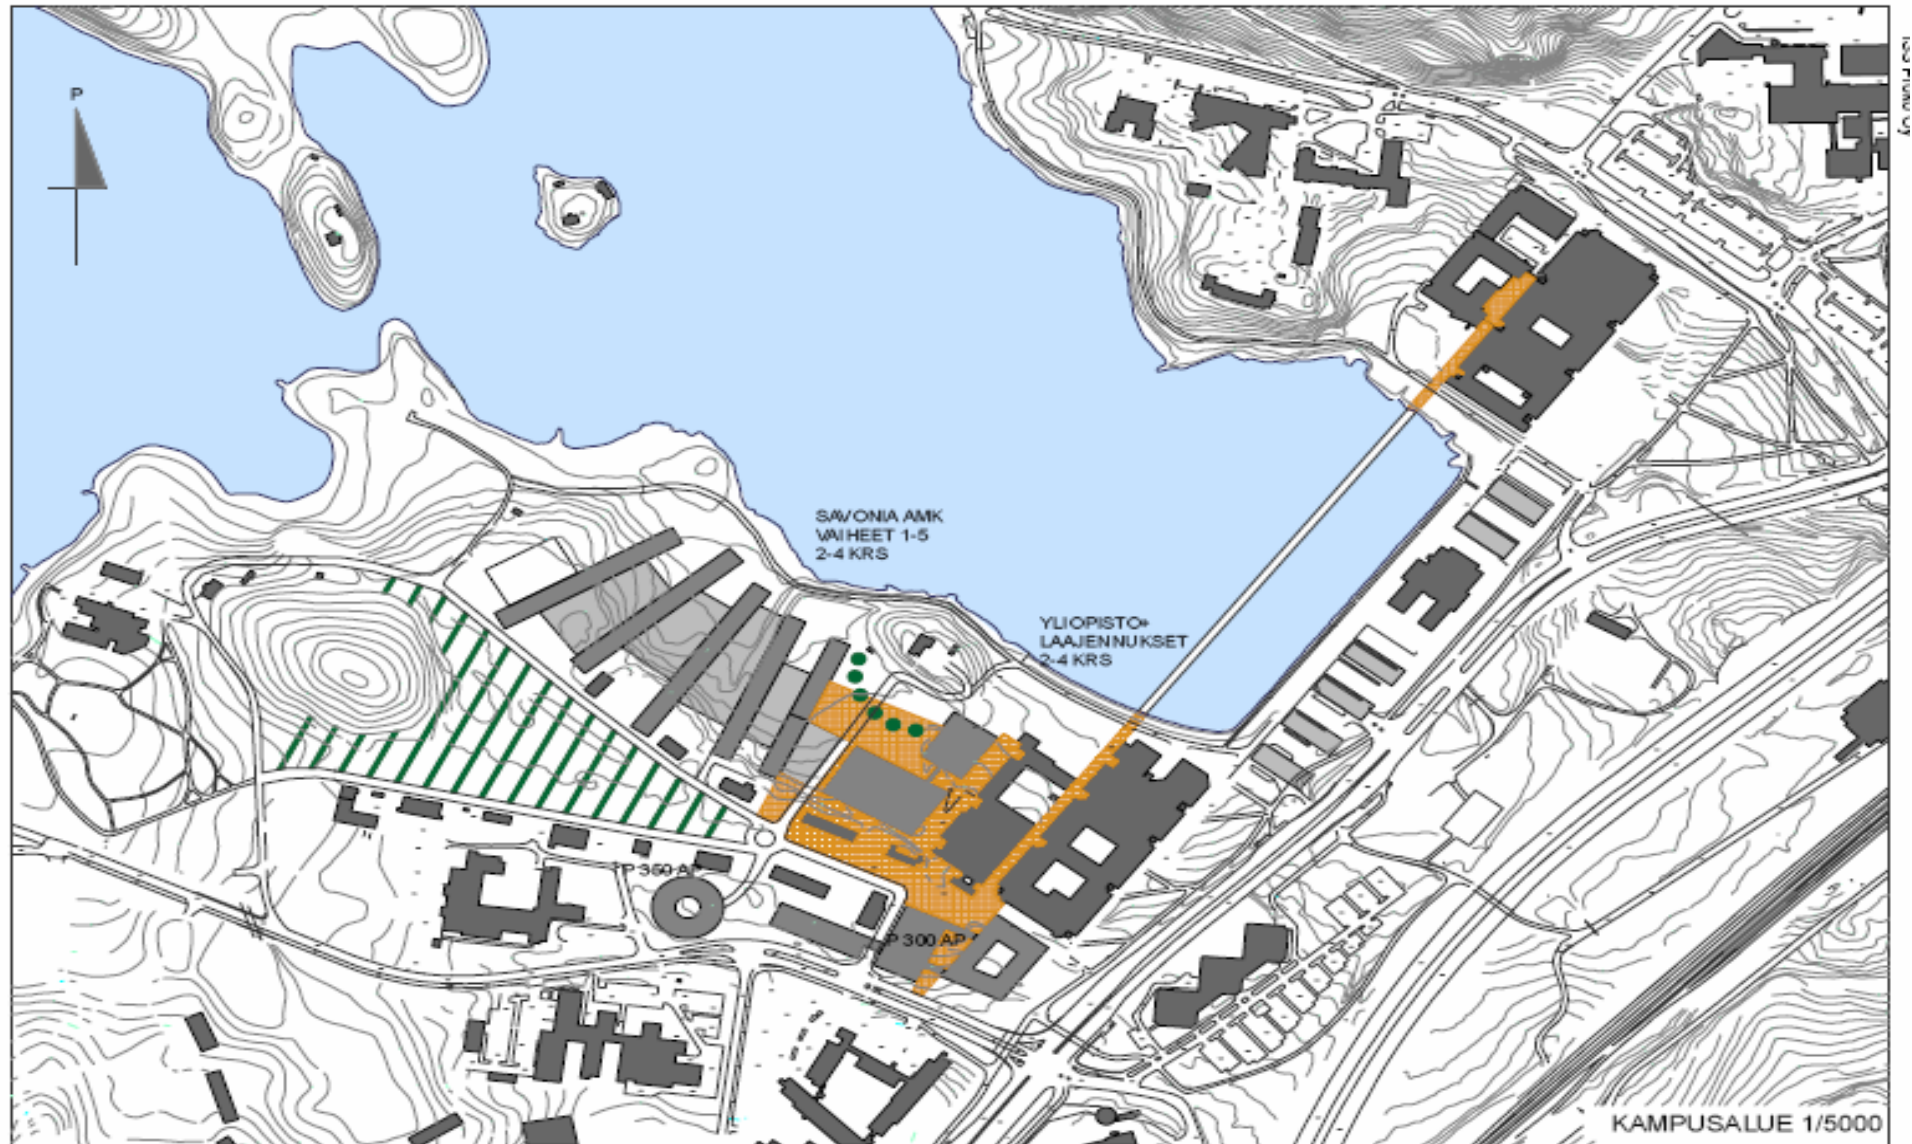 P
SAVONIA AMK
VAIHEET 1-5
2-4 KRS
YLIOPISTO-
LAAJENNUKSET
2-4 KRS
P 350 AP
P 300 AP
KAMPUSALUE 1/5000